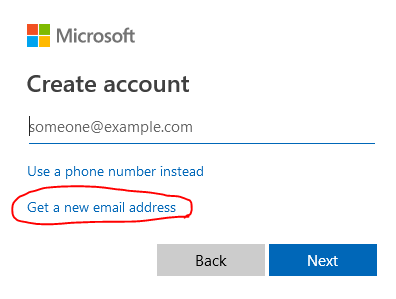 Microsoft
Create account
someone@example.com
Use a phone number instead
Get a new email address
Back Next